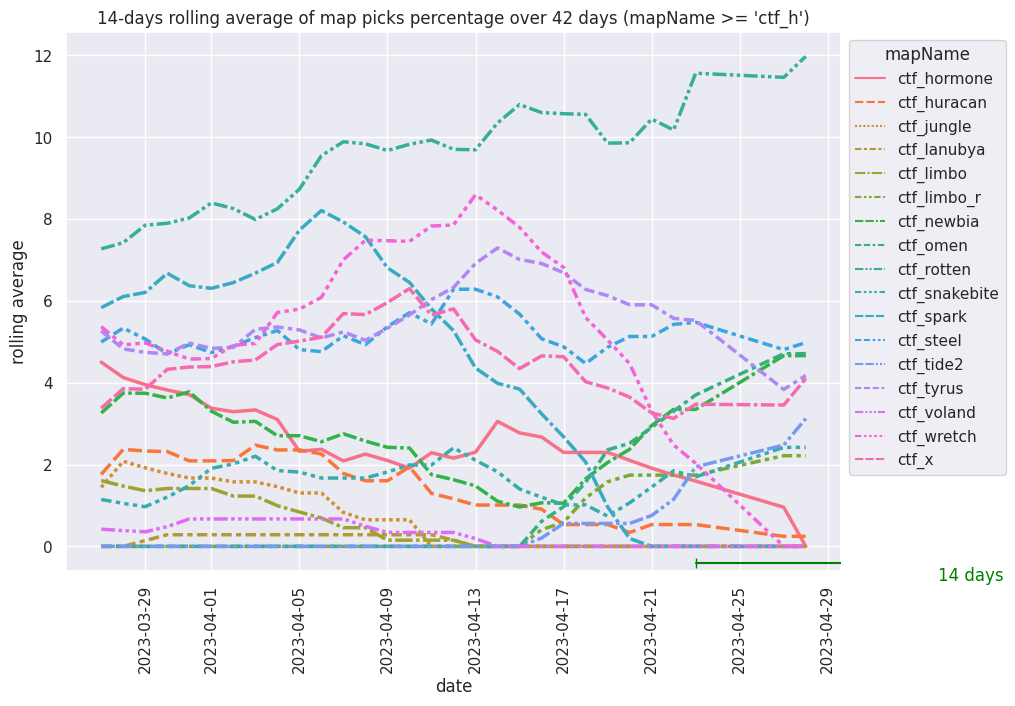 14-days rolling average of map picks percentage over 42 days (mapName >= 'ctf_h')
12
10
8
6
4
2
0
rolling average
2023-03-29
2023-04-01
2023-04-05
2023-04-09
2023-04-13
2023-04-17
2023-04-21
2023-04-25
2023-04-29
date
14 days
mapName
ctf_hormone
ctf_huracan
ctf_jungle
ctf_lanubya
ctf_limbo
ctf_limbo_r
ctf_newbia
ctf_omen
ctf_rotten
ctf_snakebite
ctf_spark
ctf_steel
ctf_tide2
ctf_tyrus
ctf_voland
ctf_wretch
ctf_x